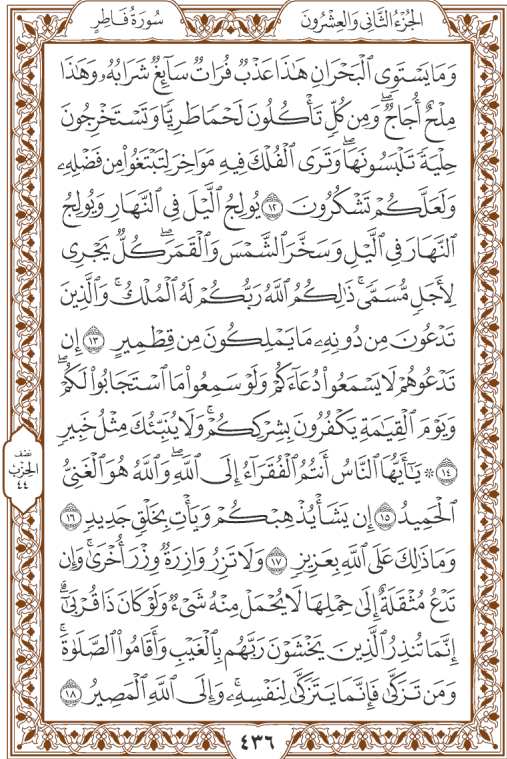 الجزء الثاني والعشرون
سورة فاطر
وَمَا يَسْتَوِي ٱلْبَحْرَانِ هَٰذَا عَذْبٌ فُرَاتٌ سَآئِغٌ شَرَابُهُۥ وَهَٰذَا
مِلْحٌ أُجَاجٌ ۖ وَمِن كُلٍّ تَأْكُلُونَ لَحْمًا طَرِيًّا وَتَسْتَخْرِجُونَ
حِلْيَةً تَلْبَسُونَهَا ۖ وَتَرَى ٱلْفُلْكَ فِيهِ مَوَاخِرَ لِتَبْتَغُوا۟ مِن فَضْلِهِۦ
وَلَعَلَّكُمْ تَشْكُرُونَ ١٢ يُولِجُ ٱلَّيْلَ فِي ٱلنَّهَارِ وَيُولِجُ
ٱلنَّهَارَ فِي ٱلَّيْلِ وَسَخَّرَ ٱلشَّمْسَ وَٱلْقَمَرَ ۖ كُلٌّ يَجْرِي
لِأَجَلٍ مُّسَمًّى ۚ ذَٰلِكُمُ ٱللَّهُ رَبُّكُمْ لَهُ ٱلْمُلْكُ ۚ وَٱلَّذِينَ
تَدْعُونَ مِن دُونِهِۦ مَا يَمْلِكُونَ مِن قِطْمِيرٍ ١٣ إِن
تَدْعُوهُمْ لَا يَسْمَعُوا۟ دُعَآءَكُمْ وَلَوْ سَمِعُوا۟ مَا ٱسْتَجَابُوا۟ لَكُمْ ۖ
وَيَوْمَ ٱلْقِيَٰمَةِ يَكْفُرُونَ بِشِرْكِكُمْ ۚ وَلَا يُنَبِّئُكَ مِثْلُ خَبِيرٍ
١٤ ۞ يَٰٓأَيُّهَا ٱلنَّاسُ أَنتُمُ ٱلْفُقَرَآءُ إِلَى ٱللَّهِ ۖ وَٱللَّهُ هُوَ ٱلْغَنِيُّ
ٱلْحَمِيدُ ١٥ إِن يَشَأْ يُذْهِبْكُمْ وَيَأْتِ بِخَلْقٍ جَدِيدٍ ١٦
وَمَا ذَٰلِكَ عَلَى ٱللَّهِ بِعَزِيزٍ ١٧ وَلَا تَزِرُ وَازِرَةٌ وِزْرَ أُخْرَىٰ ۚ وَإِن
تَدْعُ مُثْقَلَةٌ إِلَىٰ حِمْلِهَا لَا يُحْمَلْ مِنْهُ شَيْءٌ وَلَوْ كَانَ ذَا قُرْبَىٰٓ ۗ
إِنَّمَا تُنذِرُ ٱلَّذِينَ يَخْشَوْنَ رَبَّهُم بِٱلْغَيْبِ وَأَقَامُوا۟ ٱلصَّلَوٰةَ ۚ
وَمَن تَزَكَّىٰ فَإِنَّمَا يَتَزَكَّىٰ لِنَفْسِهِۦ ۚ وَإِلَى ٱللَّهِ ٱلْمَصِيرُ ١٨
نصف
الحزب
٤٤
٤٣٦